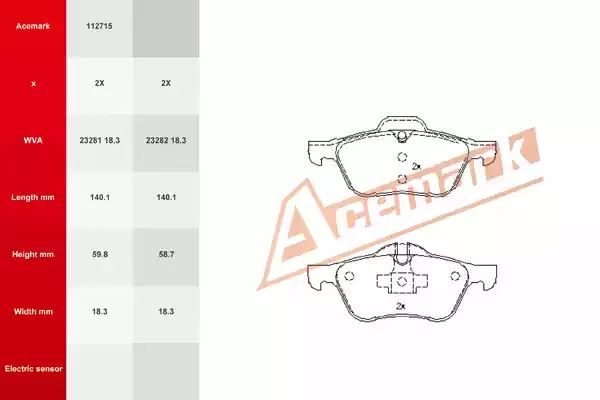 Acemark 112715
x 2X 2X
WVA 23281 18.3 23282 18.3
Length mm 140.1 140.1
Height mm 59.8 58.7
Width mm 18.3 18.3
Electric sensor
2x
Acemark
2x